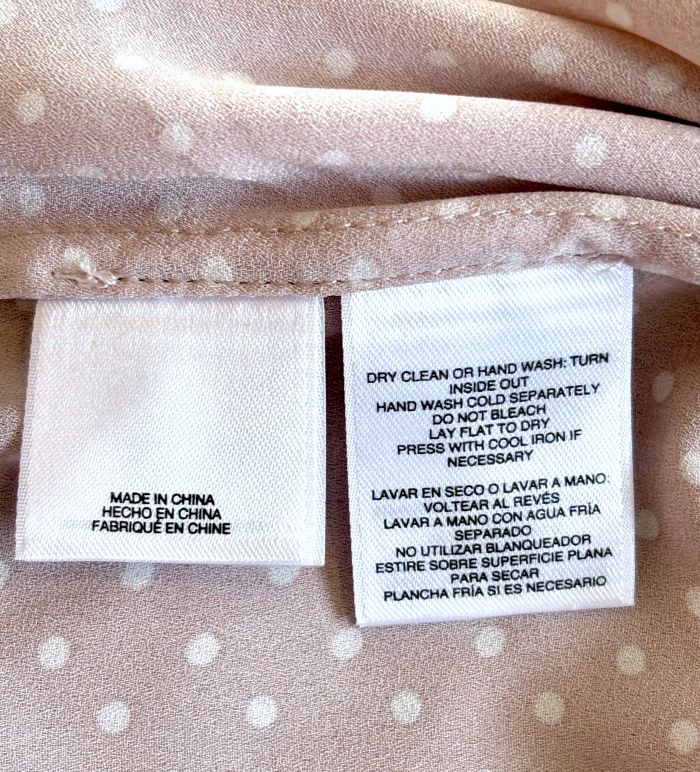 MADE IN CHINA
HECHO EN CHINA
FABRIQUÉ EN CHINE
DRY CLEAN OR HAND WASH: TURN
INSIDE OUT
HAND WASH COLD SEPARATELY
DO NOT BLEACH
LAY FLAT TO DRY
PRESS WITH COOL IRON IF
NECESSARY
LAVAR EN SECO O LAVAR A MANO:
VOLTEAR AL REVÉS
LAVAR A MANO CON AGUA FRÍA
SEPARADO
NO UTILIZAR BLANQUEADOR
ESTIRE SOBRE SUPERFICIE PLANA
PARA SECAR
PLANCHA FRÍA SI ES NECESARIO